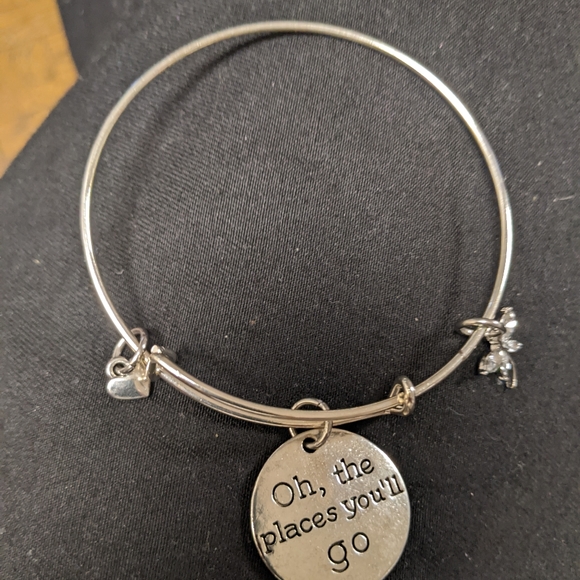 Oh, the
places you'll
go